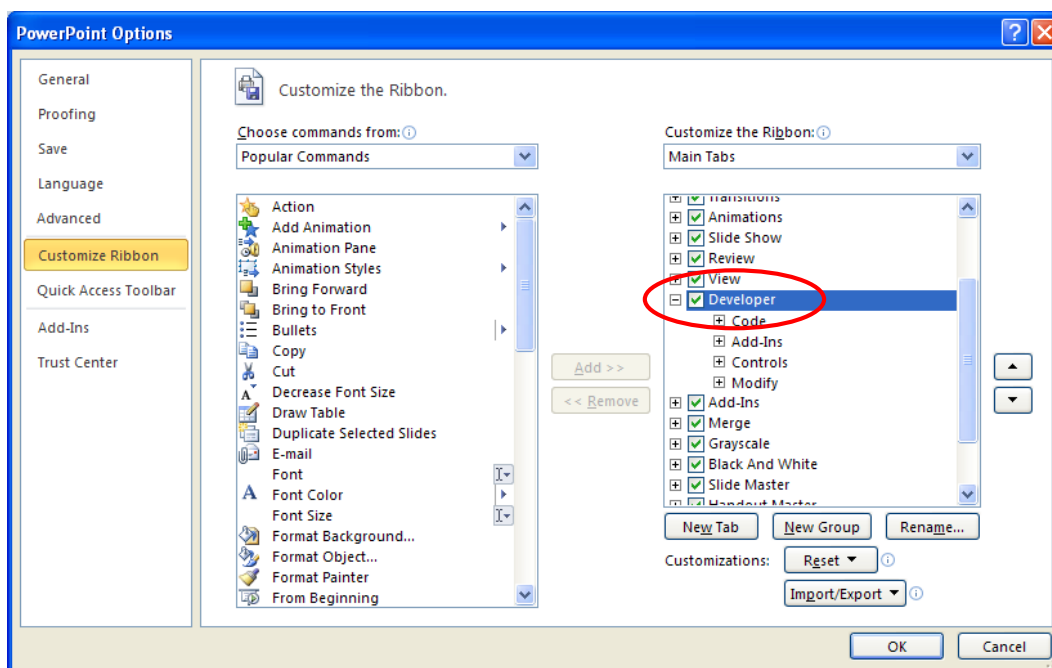 PowerPoint Options
General
Proofing
Save
Language
Advanced
Customize Ribbon
Quick Access Toolbar
Add-Ins
Trust Center
Customize the Ribbon.
Choose commands from:
Popular Commands
Action
Add Animation
Animation Pane
Animation Styles
Bring Forward
Bring to Front
Bullets
Copy
Cut
Decrease Font Size
Draw Table
Duplicate Selected Slides
E-mail
Font
Font Color
Font Size
Format Background...
Format Object...
Format Painter
From Beginning
Add >>
<< Remove
Customize the Ribbon:
Main Tabs
Transitions
Animations
Slide Show
Review
View
Developer
Code
Add-Ins
Controls
Modify
Add-Ins
Merge
Grayscale
Black And White
Slide Master
Handout Master
New Tab
New Group
Rename...
Customizations:
Reset
Import/Export
OK
Cancel